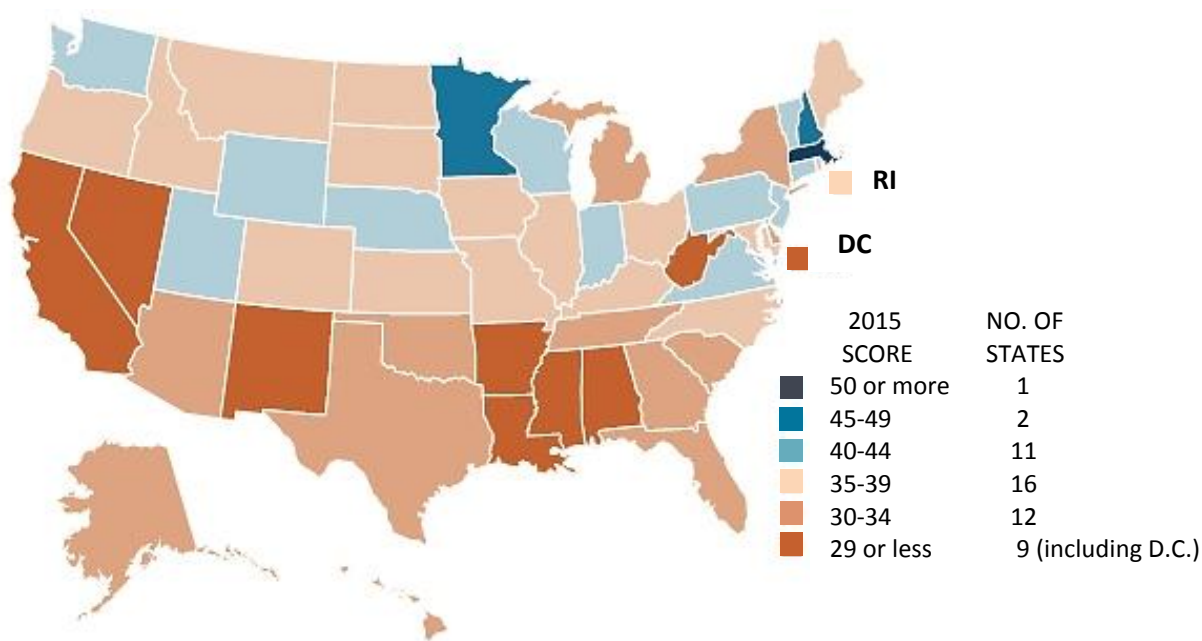 RI
DC
2015 NO. OF
SCORE STATES
50 or more 1
45-49 2
40-44 11
35-39 16
30-34 12
29 or less 9 (including D.C.)